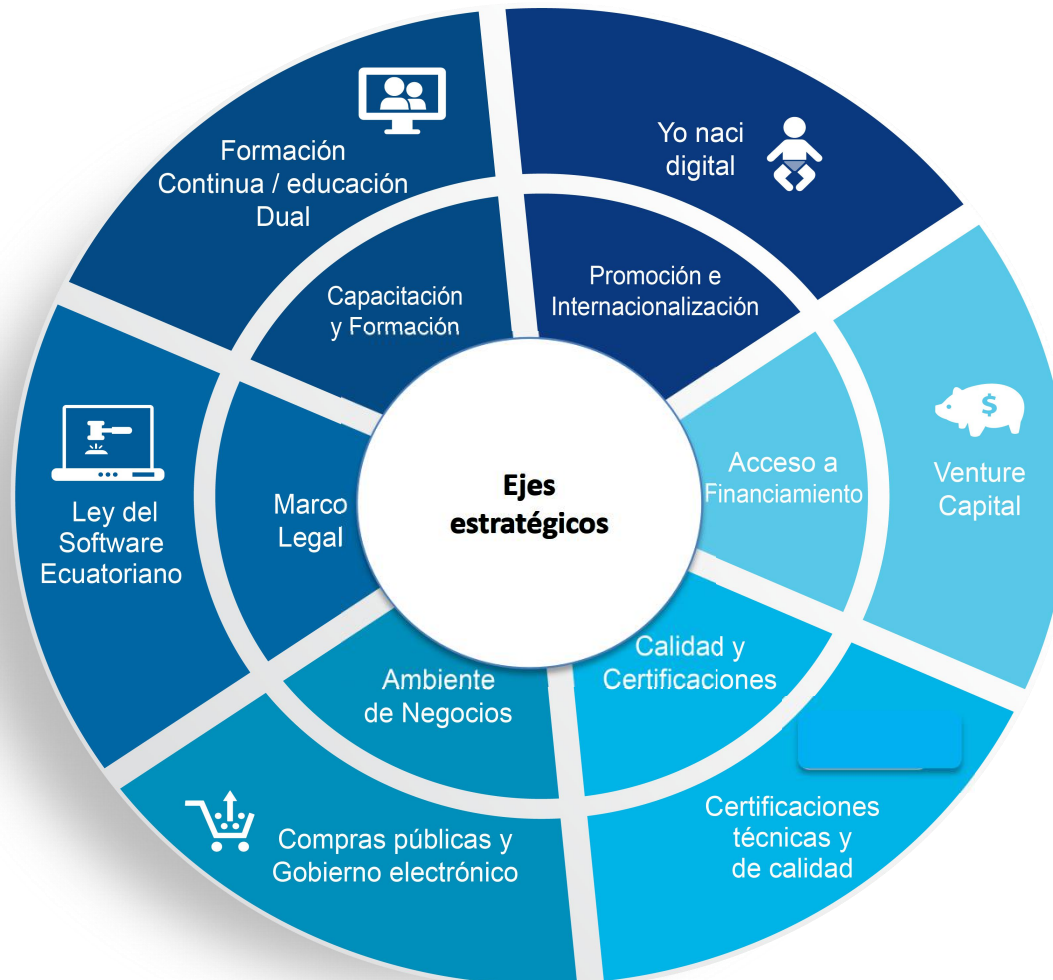 Formación
Continua / educación
Dual
Yo naci
digital
Capacitación
y Formación
Promoción e
Internacionalización
$
Venture
Capital
Acceso a
Financiamiento
Ejes
estratégicos
Marco
Legal
Ley del
Software
Ecuatoriano
Ambiente
de Negocios
Calidad y
Certificaciones
Compras públicas y
Gobierno electrónico
Certificaciones
técnicas y
de calidad